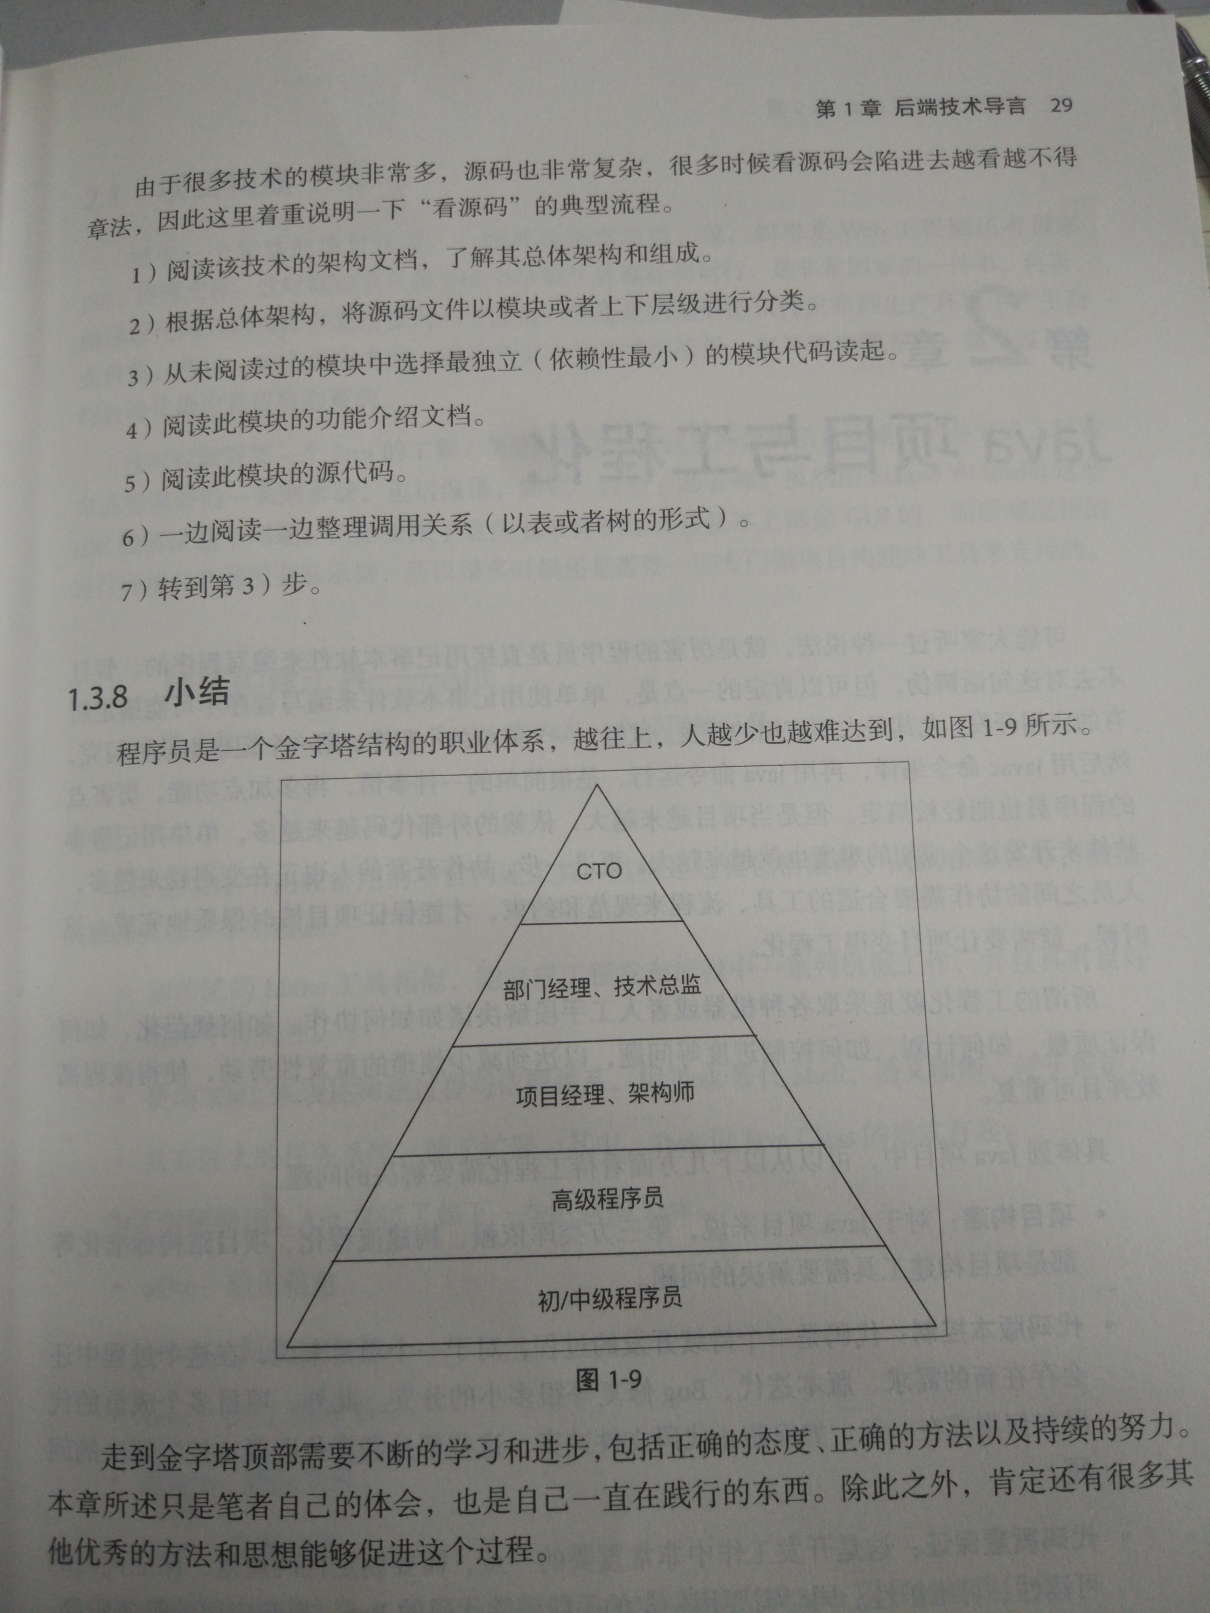 第 1 章 后端技术导言 29
由于很多技术的模块非常多，源码也非常复杂，很多时候看源码会陷进去越看越不得
章法，因此这里着重说明一下“看源码”的典型流程。
1）阅读该技术的架构文档，了解其总体架构和组成。
2）根据总体架构，将源码文件以模块或者上下层级进行分类。
3）从未阅读过的模块中选择最独立（依赖性最小）的模块代码读起。
4）阅读此模块的功能介绍文档。
5）阅读此模块的源代码。
6）一边阅读一边整理调用关系（以表或者树的形式）。
7）转到第 3）步。
1.3.8 小结
程序员是一个金字塔结构的职业体系，越往上，人越少也越难达到，如图 1-9 所示。
CTO
部门经理、技术总监
项目经理、架构师
高级程序员
初/中级程序员
图 1-9
走到金字塔顶部需要不断的学习和进步，包括正确的态度、正确的方法以及持续的努力。
本章所述只是笔者自己的体会，也是自己一直在践行的东西。除此之外，肯定还有很多其
他优秀的方法和思想能够促进这个过程。
第 2 章
Java 项目与工程化